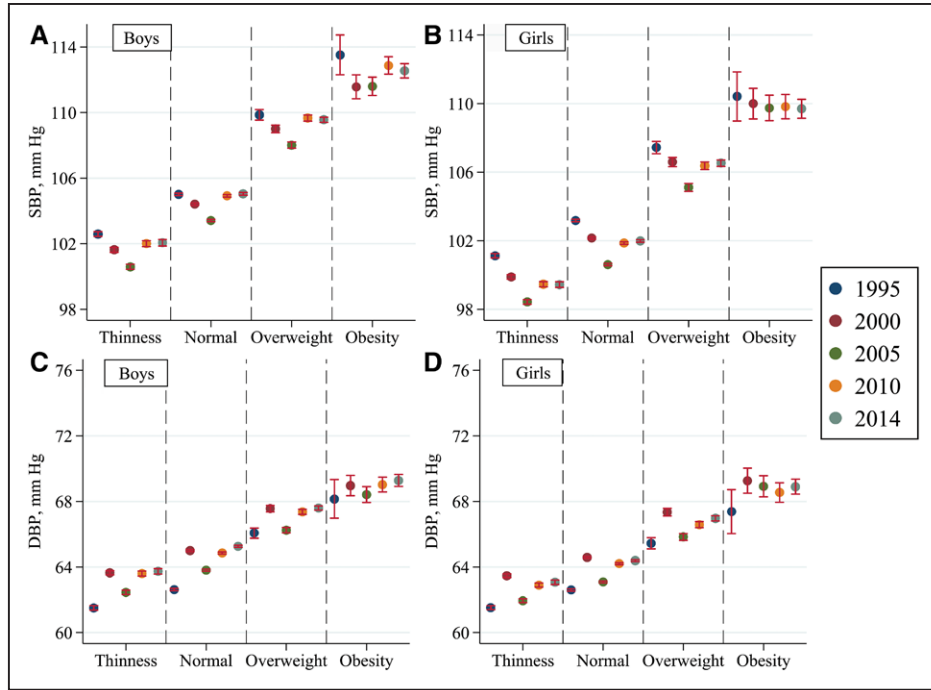 A
Boys
SBP, mm Hg
114
110
106
102
98
Thinness Normal Overweight Obesity
B
Girls
SBP, mm Hg
114
110
106
102
98
Thinness Normal Overweight Obesity
C
Boys
DBP, mm Hg
76
72
68
64
60
Thinness Normal Overweight Obesity
D
Girls
DBP, mm Hg
76
72
68
64
60
Thinness Normal Overweight Obesity
1995
2000
2005
2010
2014